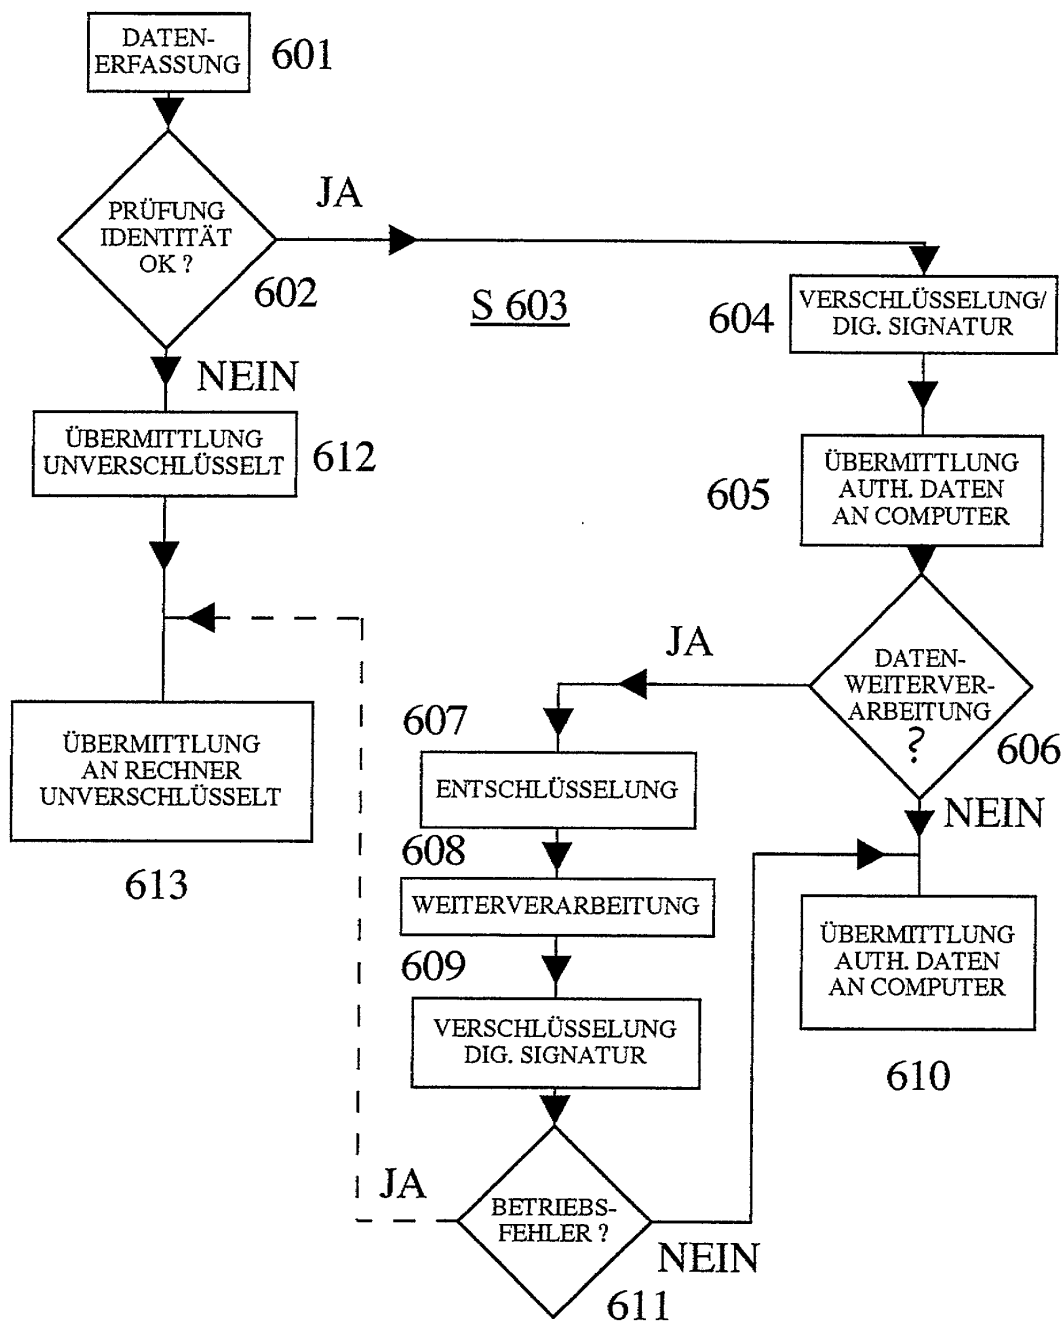 DATEN-
ERFASSUNG
601
PRÜFUNG
IDENTITÄT
OK ?
602
JA
S 603
604
VERSCHLÜSSELUNG/
DIG. SIGNATUR
NEIN
ÜBERMITTLUNG
UNVERSCHLÜSSELT
612
605
ÜBERMITTLUNG
AUTH. DATEN
AN COMPUTER
JA
DATEN-
WEITERVER-
ARBEITUNG
?
606
607
ENTSCHLÜSSELUNG
ÜBERMITTLUNG
AN RECHNER
UNVERSCHLÜSSELT
613
NEIN
608
WEITERVERARBEITUNG
609
VERSCHLÜSSELUNG
DIG. SIGNATUR
ÜBERMITTLUNG
AUTH. DATEN
AN COMPUTER
610
JA
BETRIEBS-
FEHLER ?
NEIN
611